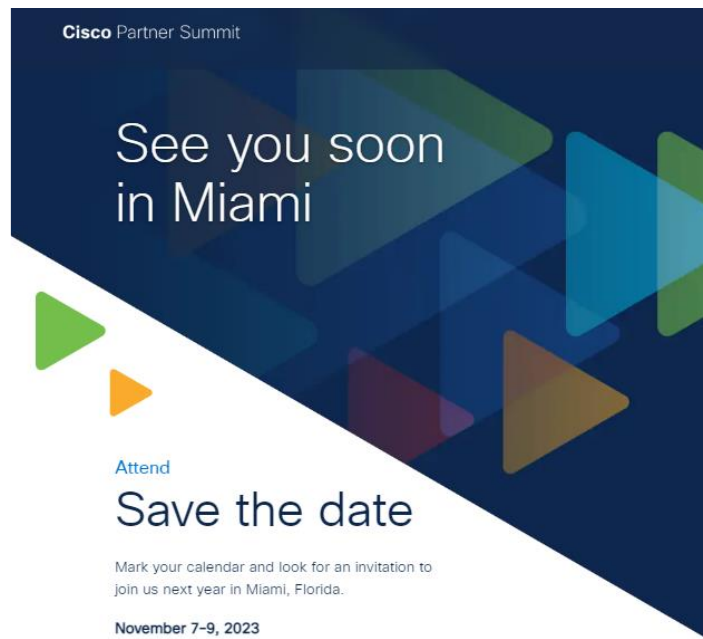 Cisco Partner Summit
See you soon
in Miami
Attend
Save the date
Mark your calendar and look for an invitation to
join us next year in Miami, Florida.
November 7-9, 2023